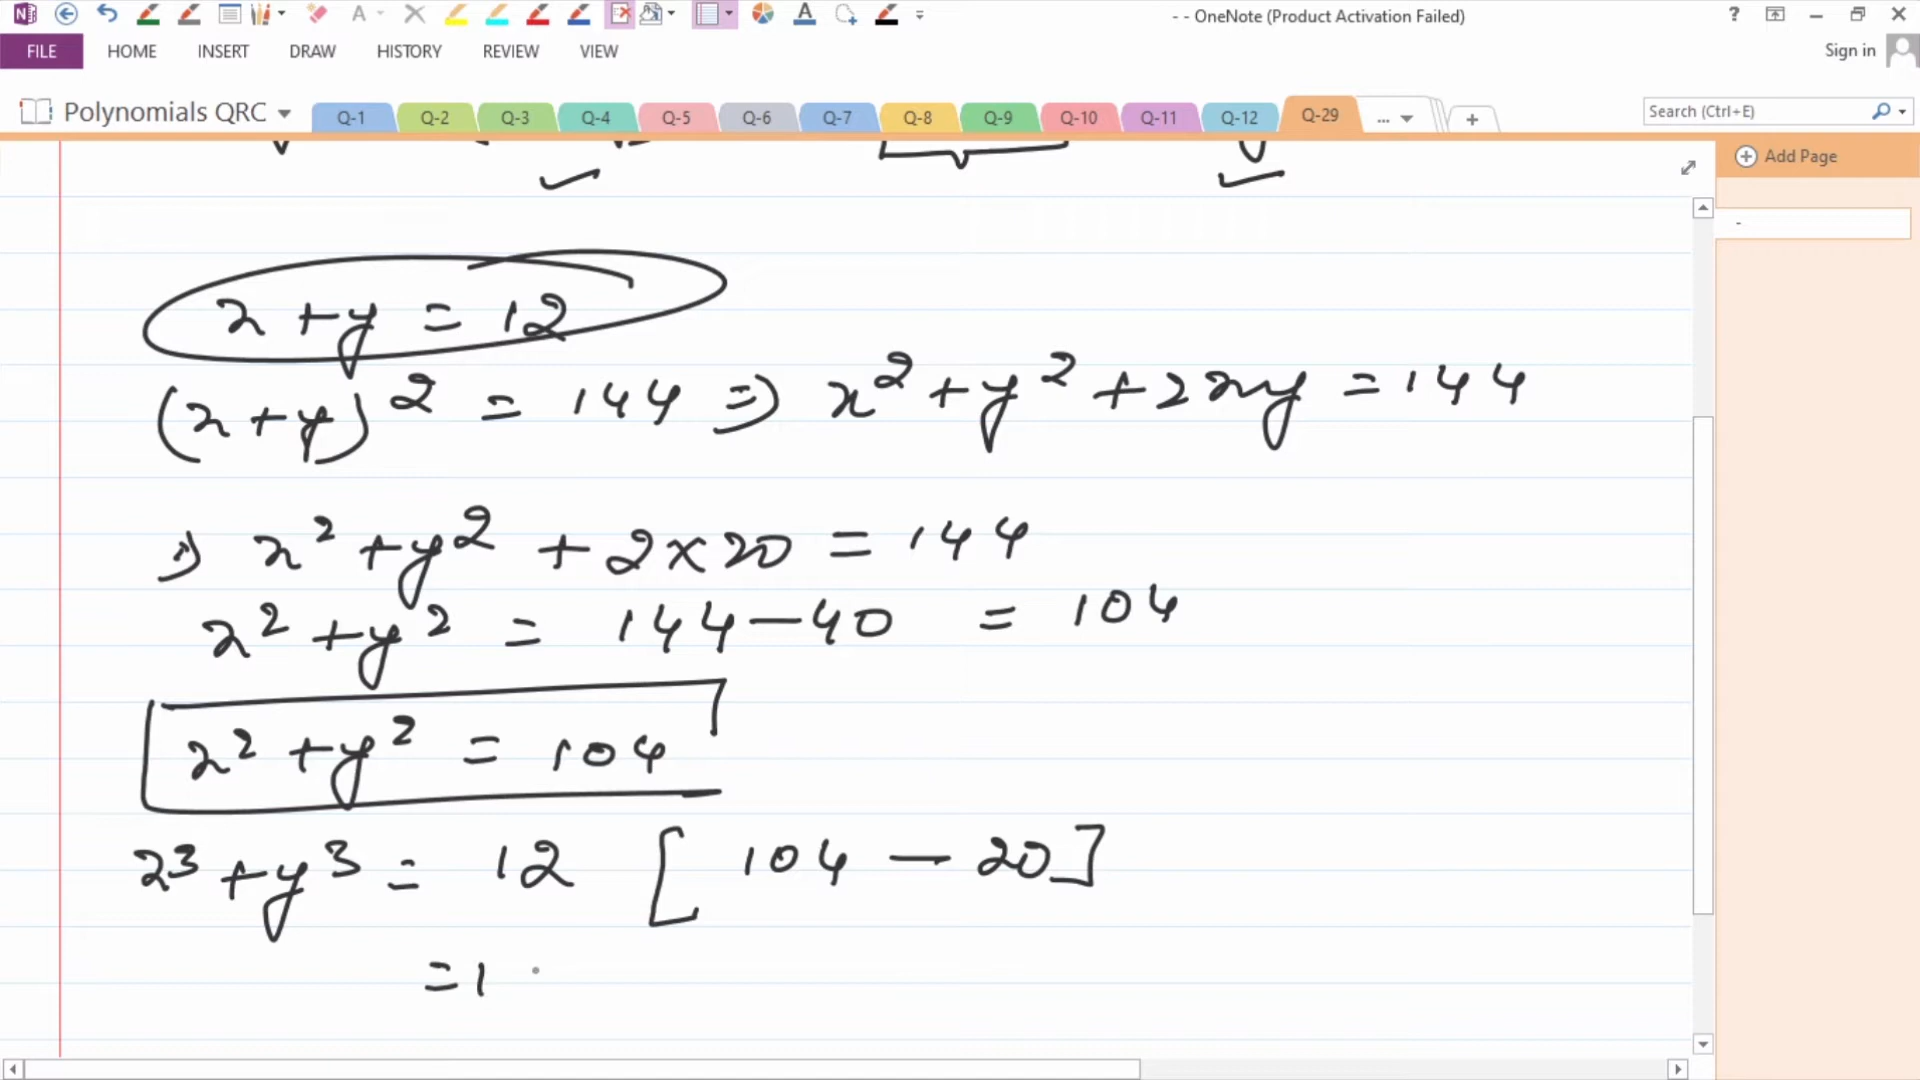 - - OneNote (Product Activation Failed)
FILE HOME INSERT DRAW HISTORY REVIEW VIEW Sign in
Polynomials QRC Q-1 Q-2 Q-3 Q-4 Q-5 Q-6 Q-7 Q-8 Q-9 Q-10 Q-11 Q-12 Q-29 ... Search (Ctrl+E)
Add Page
-
x + y = 12
(x + y)² = 144 ⇒ x² + y² + 2xy = 144
⇒ x² + y² + 2×20 = 144
x² + y² = 144 − 40 = 104
x² + y² = 104
x³ + y³ = 12 [104 − 20]
= 1